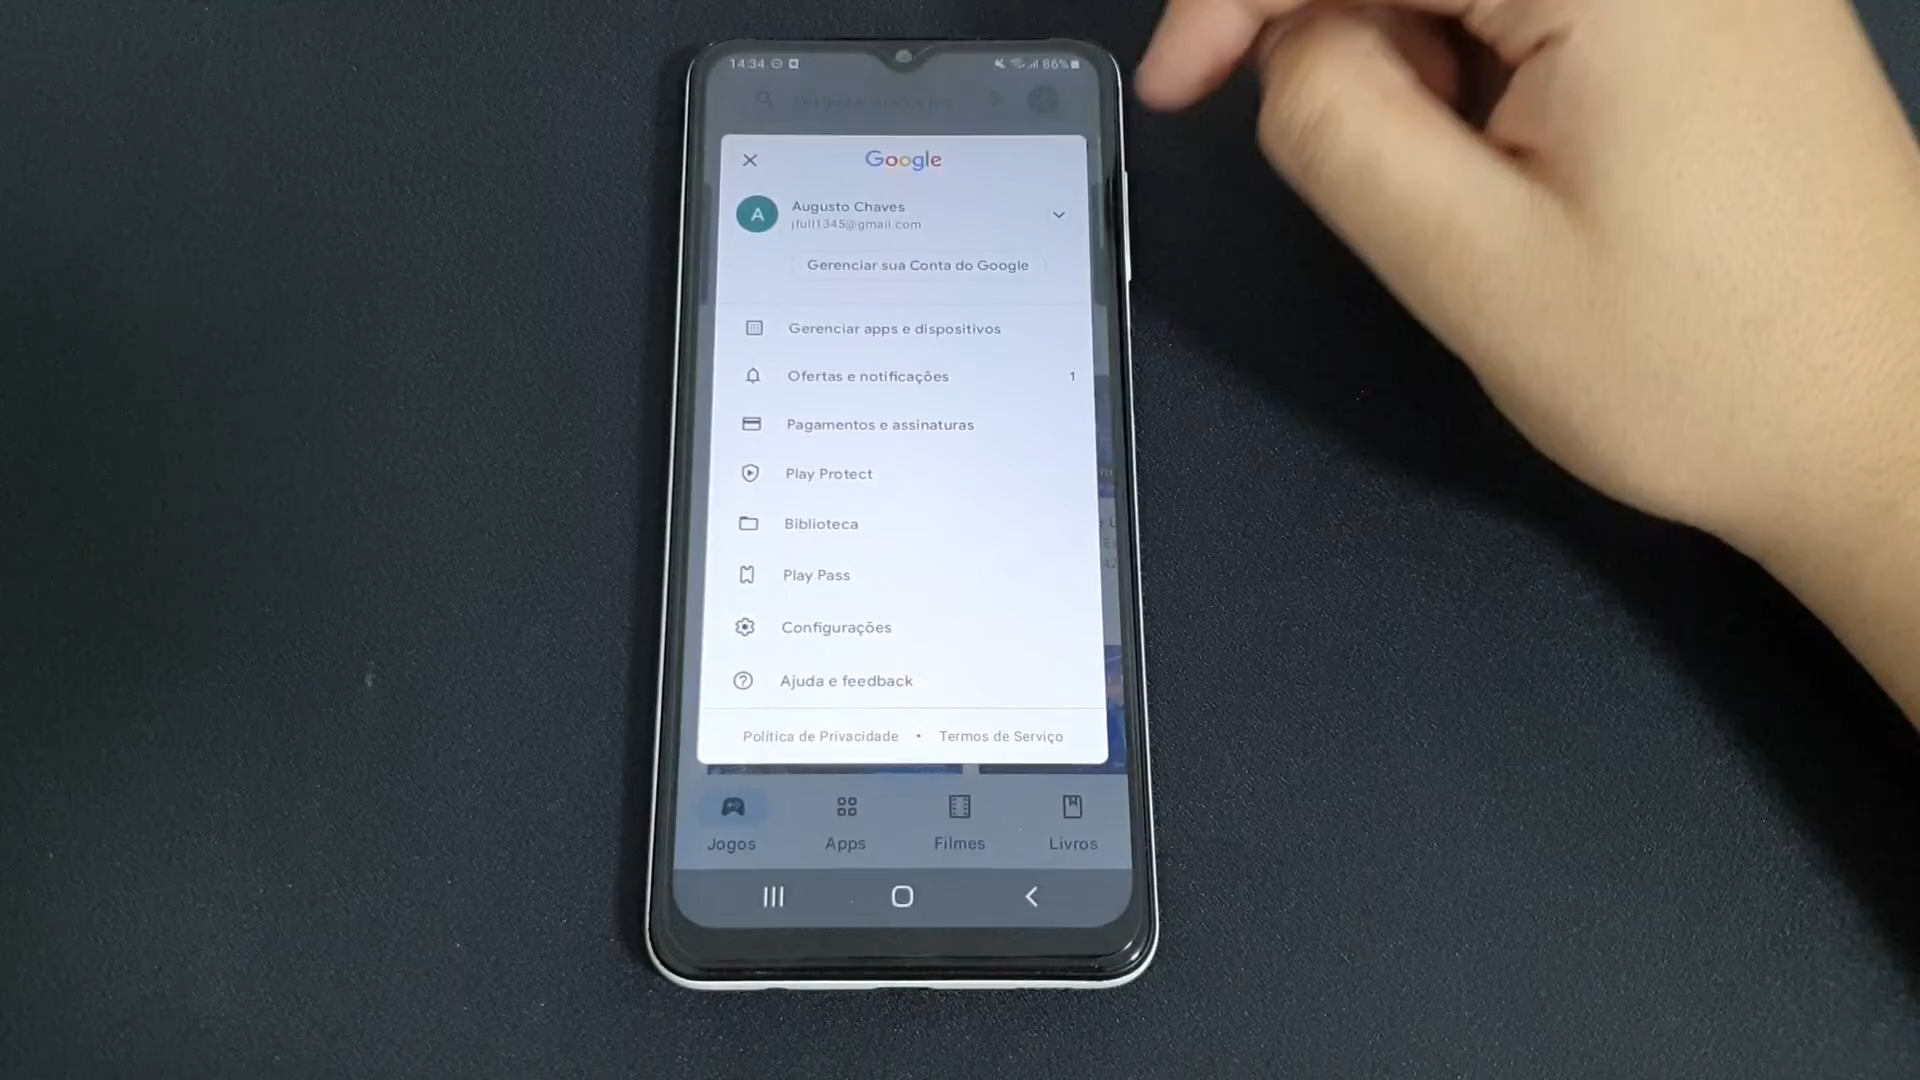 14:34
86%
Google
A
Augusto Chaves
jfull1345@gmail.com
Gerenciar sua Conta do Google
Gerenciar apps e dispositivos
Ofertas e notificações 1
Pagamentos e assinaturas
Play Protect
Biblioteca
Play Pass
Configurações
Ajuda e feedback
Política de Privacidade • Termos de Serviço
Jogos Apps Filmes Livros